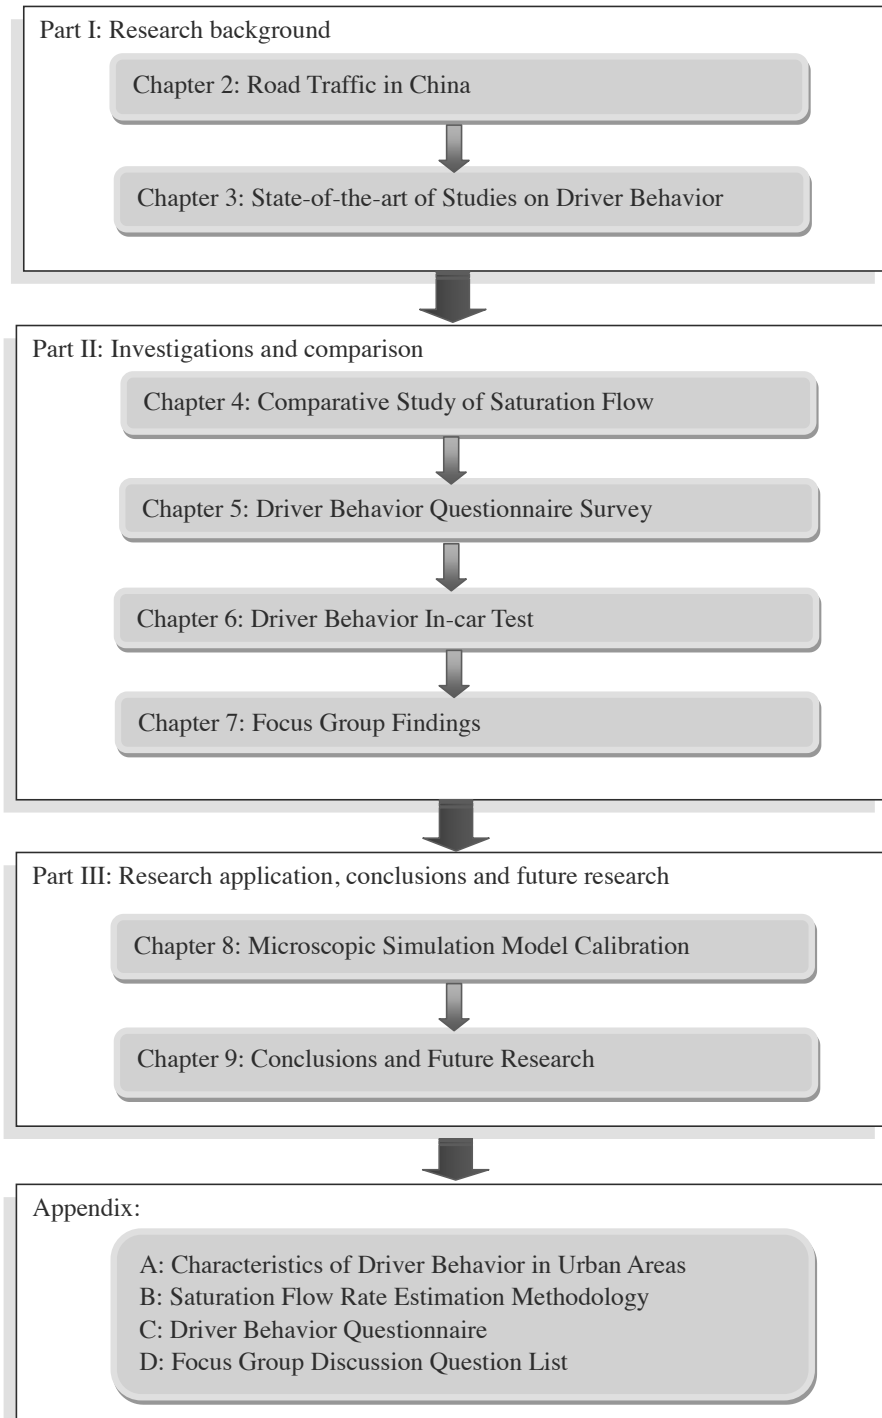 Part I: Research background
Chapter 2: Road Traffic in China
Chapter 3: State-of-the-art of Studies on Driver Behavior
Part II: Investigations and comparison
Chapter 4: Comparative Study of Saturation Flow
Chapter 5: Driver Behavior Questionnaire Survey
Chapter 6: Driver Behavior In-car Test
Chapter 7: Focus Group Findings
Part III: Research application, conclusions and future research
Chapter 8: Microscopic Simulation Model Calibration
Chapter 9: Conclusions and Future Research
Appendix:
A: Characteristics of Driver Behavior in Urban Areas
B: Saturation Flow Rate Estimation Methodology
C: Driver Behavior Questionnaire
D: Focus Group Discussion Question List